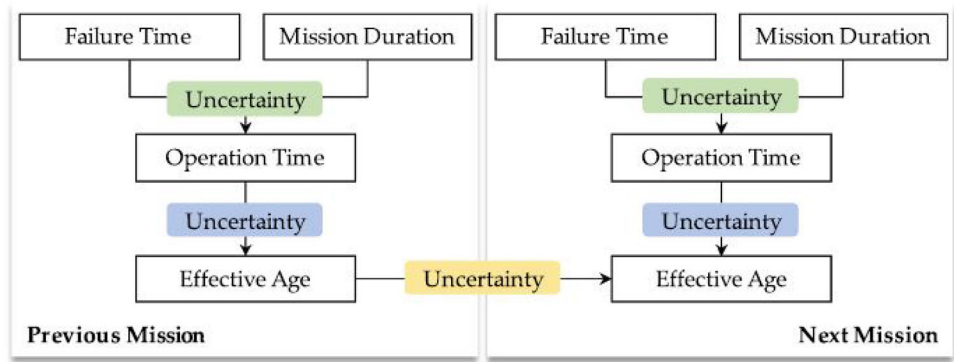 Failure Time
Mission Duration
Uncertainty
Operation Time
Uncertainty
Effective Age
Previous Mission
Uncertainty
Failure Time
Mission Duration
Uncertainty
Operation Time
Uncertainty
Effective Age
Next Mission